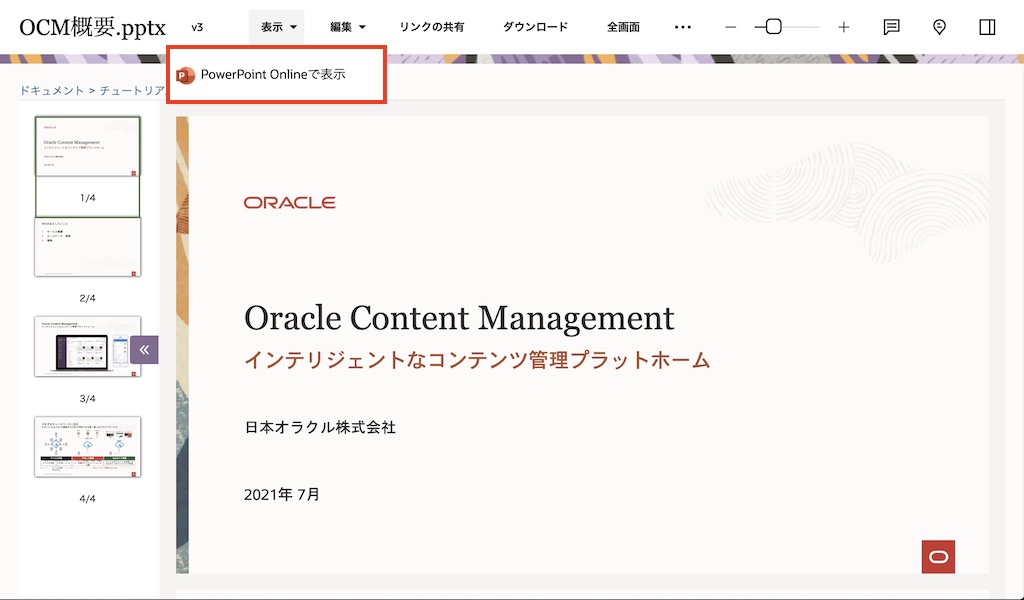 OCM概要.pptx v3 表示 編集 リンクの共有 ダウンロード 全画面
PowerPoint Onlineで表示
ドキュメント > チュートリア
ORACLE
Oracle Content Management
インテリジェントなコンテンツ管理プラットホーム
日本オラクル株式会社
2021年 7月
Oracle Content Management
1/4
2/4
3/4
4/4